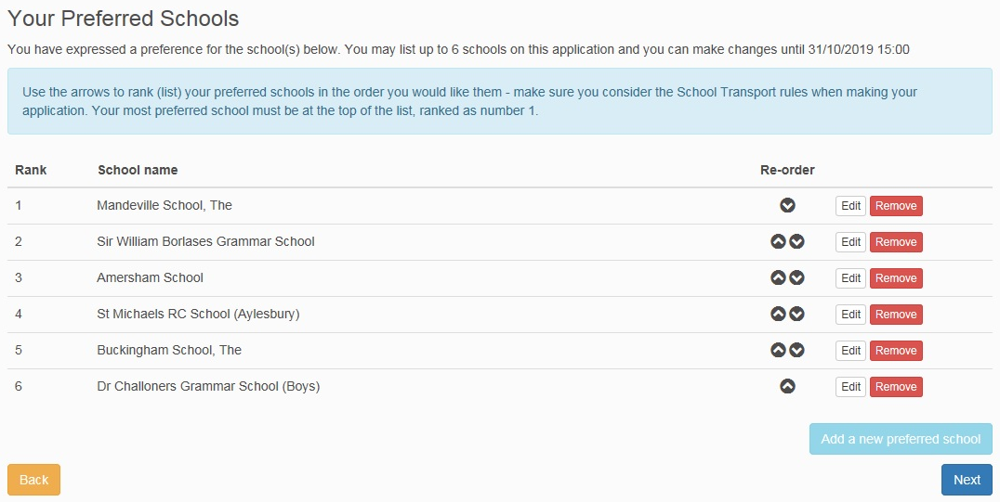 Your Preferred Schools
You have expressed a preference for the school(s) below. You may list up to 6 schools on this application and you can make changes until 31/10/2019 15:00
Use the arrows to rank (list) your preferred schools in the order you would like them - make sure you consider the School Transport rules when making your
application. Your most preferred school must be at the top of the list, ranked as number 1.
Rank School name Re-order
1 Mandeville School, The Edit Remove
2 Sir William Borlases Grammar School Edit Remove
3 Amersham School Edit Remove
4 St Michaels RC School (Aylesbury) Edit Remove
5 Buckingham School, The Edit Remove
6 Dr Challoners Grammar School (Boys) Edit Remove
Add a new preferred school
Back Next